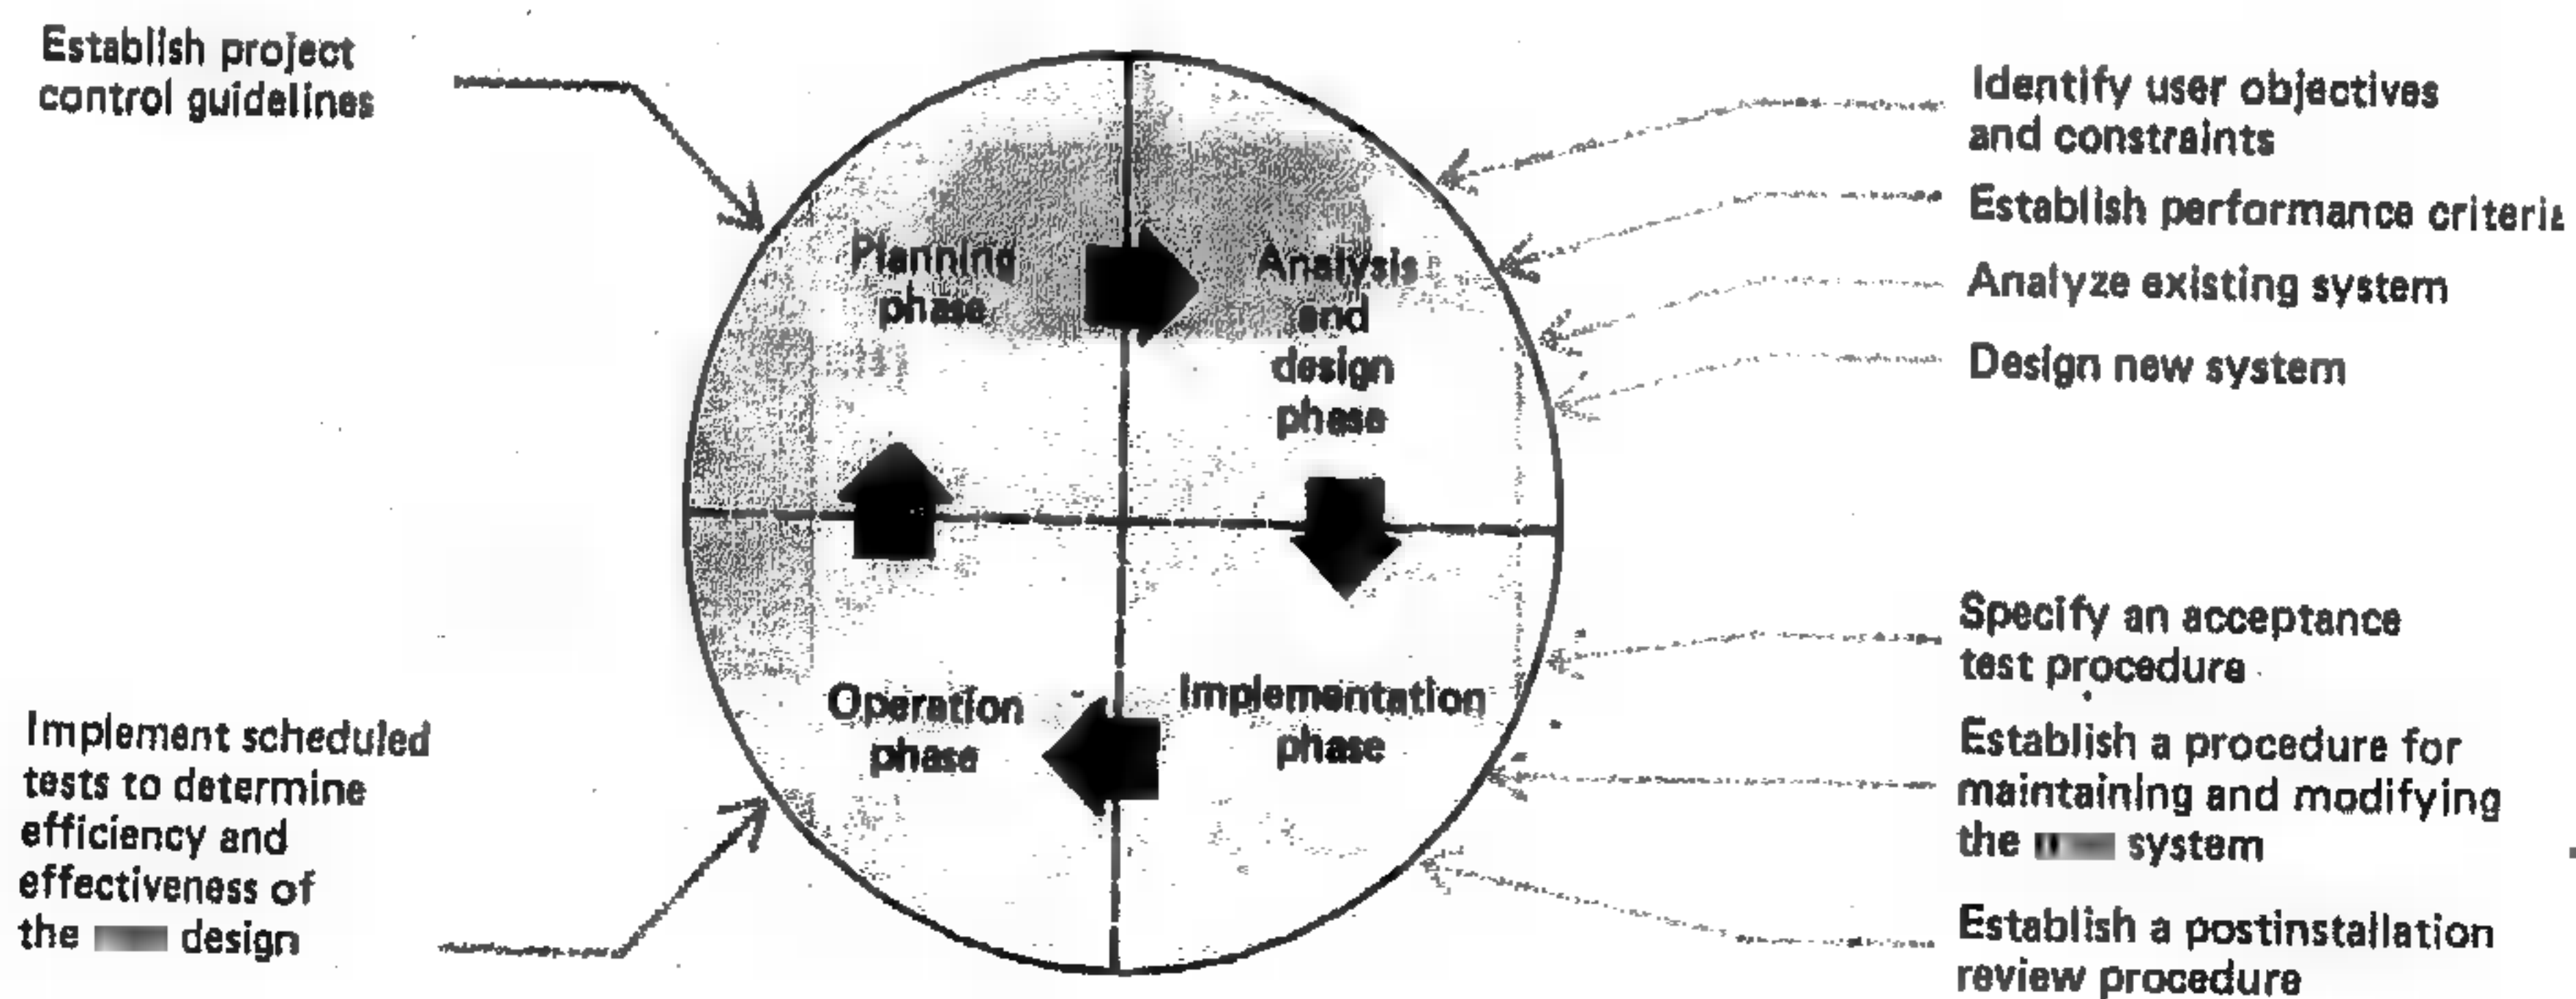 Establish project
control guidelines
Identify user objectives
and constraints
Establish performance criteria
Analyze existing system
Design new system
Planning
phase
Analysis
and
design
phase
Operation
phase
Implementation
phase
Specify an acceptance
test procedure
Establish a procedure for
maintaining and modifying
the system
Establish a postinstallation
review procedure
Implement scheduled
tests to determine
efficiency and
effectiveness of
the design